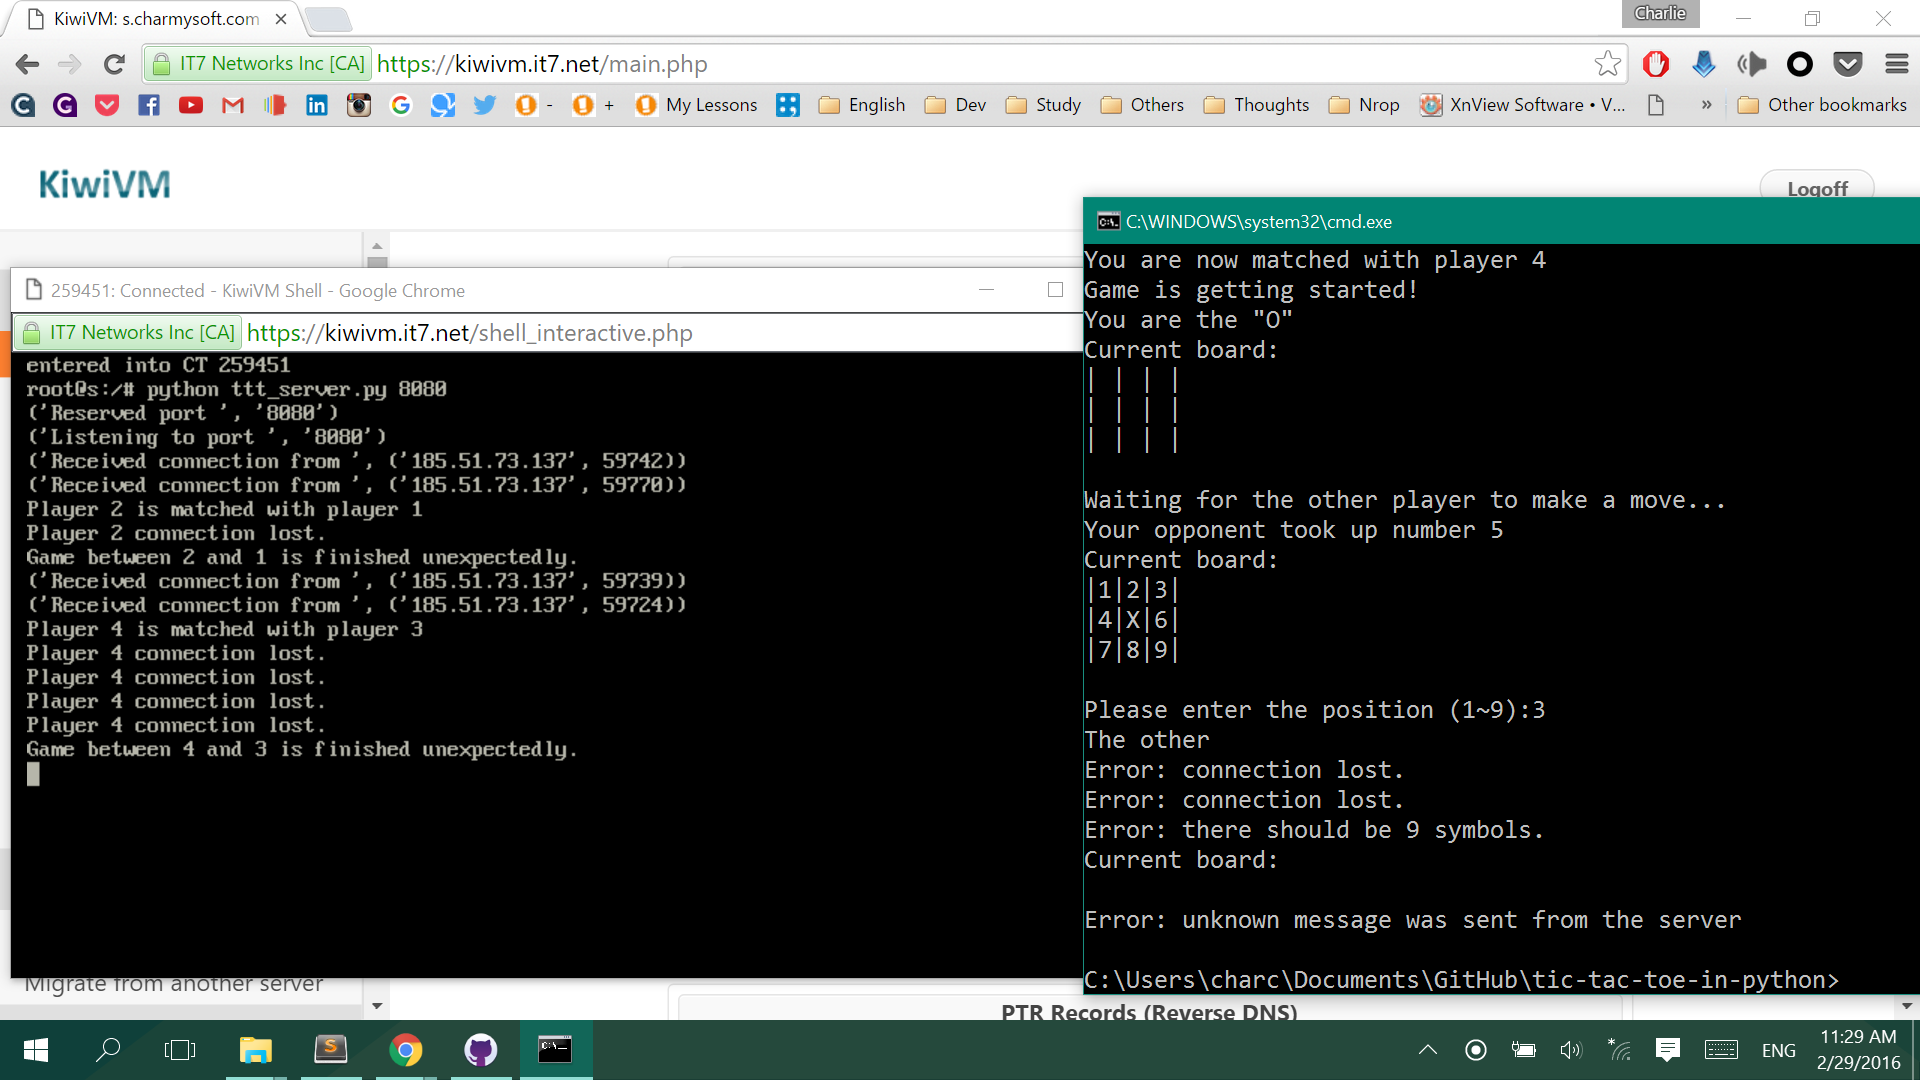 KiwiVM: s.charmysoft.com
Charlie
IT7 Networks Inc [CA] https://kiwivm.it7.net/main.php
My Lessons English Dev Study Others Thoughts Nrop XnView Software • V... » Other bookmarks
KiwiVM
Logoff
259451: Connected - KiwiVM Shell - Google Chrome
IT7 Networks Inc [CA] https://kiwivm.it7.net/shell_interactive.php
entered into CT 259451
root@s:/# python ttt_server.py 8080
('Reserved port ', '8080')
('Listening to port ', '8080')
('Received connection from ', ('185.51.73.137', 59742))
('Received connection from ', ('185.51.73.137', 59770))
Player 2 is matched with player 1
Player 2 connection lost.
Game between 2 and 1 is finished unexpectedly.
('Received connection from ', ('185.51.73.137', 59739))
('Received connection from ', ('185.51.73.137', 59724))
Player 4 is matched with player 3
Player 4 connection lost.
Player 4 connection lost.
Player 4 connection lost.
Player 4 connection lost.
Game between 4 and 3 is finished unexpectedly.
C:\WINDOWS\system32\cmd.exe
You are now matched with player 4
Game is getting started!
You are the "O"
Current board:
| | | |
| | | |
| | | |
Waiting for the other player to make a move...
Your opponent took up number 5
Current board:
|1|2|3|
|4|X|6|
|7|8|9|
Please enter the position (1~9):3
The other
Error: connection lost.
Error: connection lost.
Error: there should be 9 symbols.
Current board:
Error: unknown message was sent from the server
C:\Users\charc\Documents\GitHub\tic-tac-toe-in-python>
Migrate from another server
PTR Records (Reverse DNS)
ENG
11:29 AM
2/29/2016